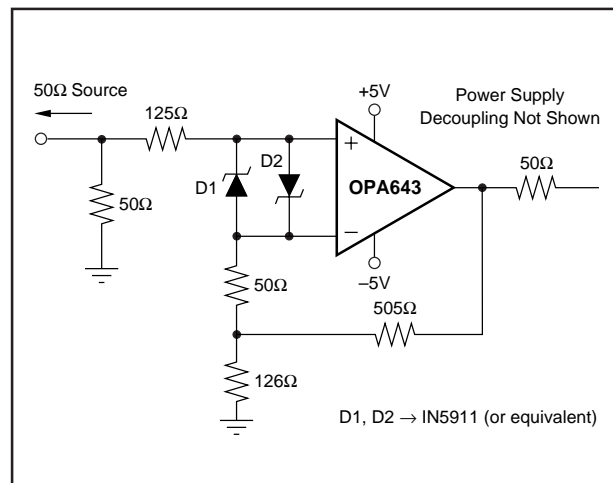 50Ω Source
+5V
Power Supply
Decoupling Not Shown
125Ω
50Ω
D2
D1
+
OPA643
50Ω
–
–5V
50Ω
505Ω
126Ω
D1, D2 → IN5911 (or equivalent)